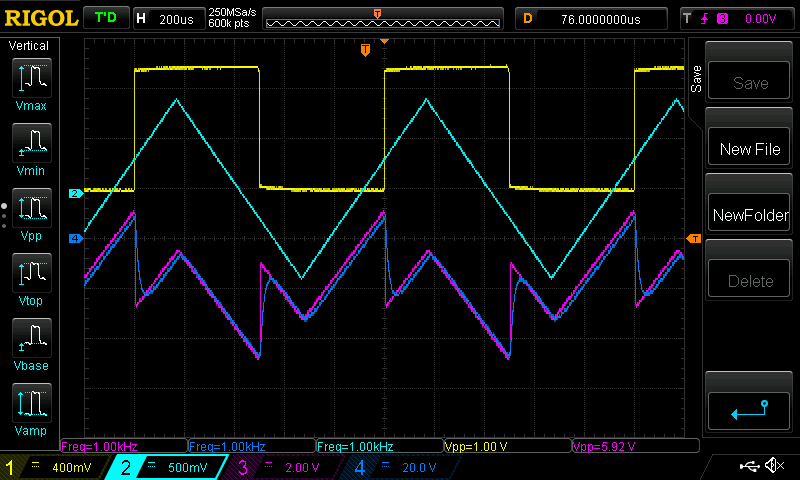 RIGOL T'D H 200us 250MSa/s 600k pts T D 76.0000000us T 3 0.00V
Vertical
Vmax
Vmin
Vpp
Vtop
Vbase
Vamp
T
2
4
T
Save
Save
New File
NewFolder
Delete
Freq=1.00kHz Freq=1.00kHz Freq=1.00kHz Vpp=1.00 V Vpp=5.92 V
1 400mV 2 500mV 3 2.00 V 4 20.0 V